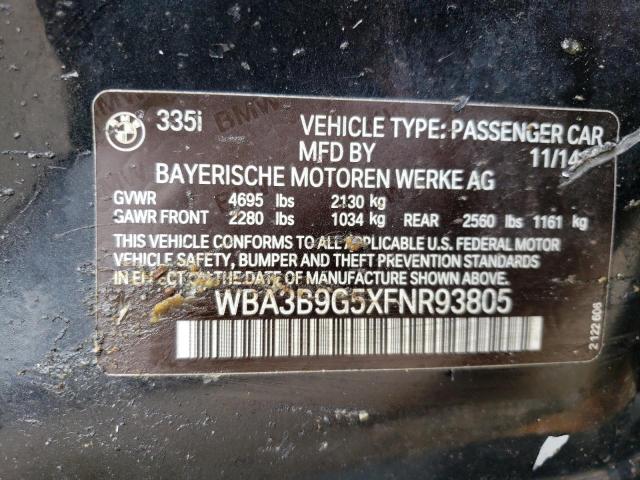 335i VEHICLE TYPE: PASSENGER CAR
MFD BY 11/14
BAYERISCHE MOTOREN WERKE AG
GVWR 4695 lbs 2130 kg
GAWR FRONT 2280 lbs 1034 kg REAR 2560 lbs 1161 kg
THIS VEHICLE CONFORMS TO ALL APPLICABLE U.S. FEDERAL MOTOR
VEHICLE SAFETY, BUMPER AND THEFT PREVENTION STANDARDS
IN EFFECT ON THE DATE OF MANUFACTURE SHOWN ABOVE
WBA3B9G5XFNR93805
2 122 608